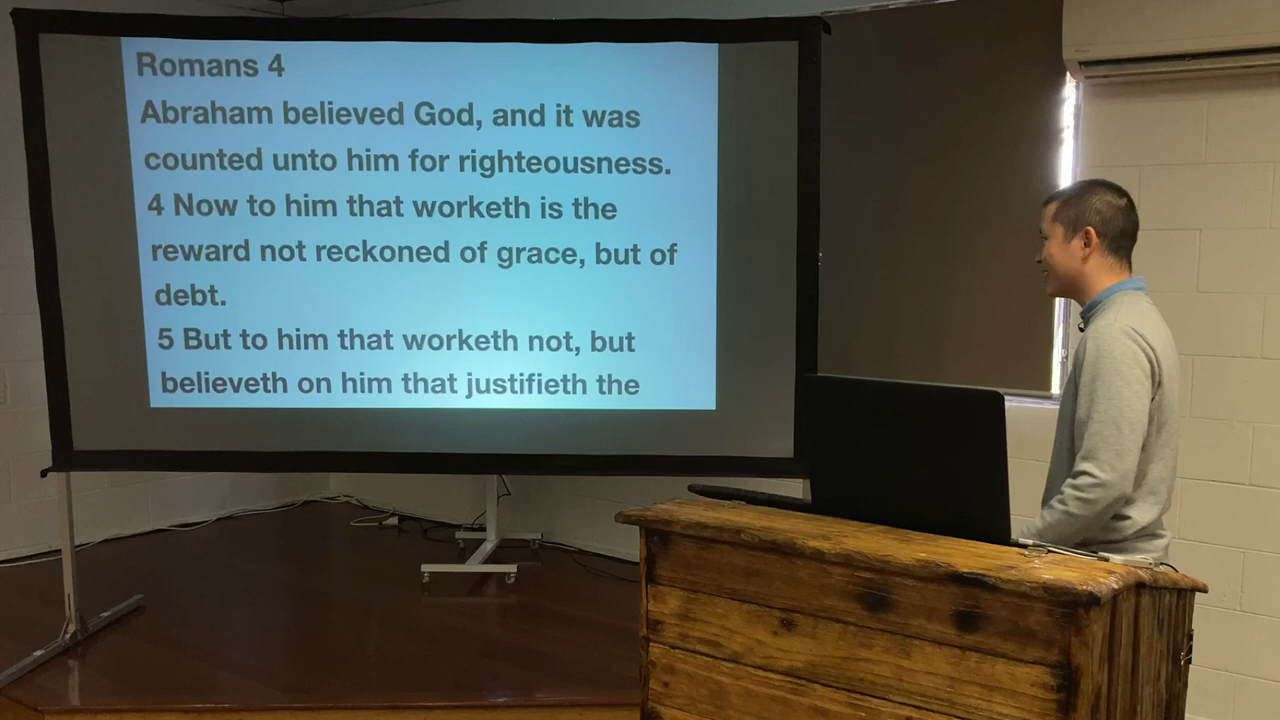 Romans 4
Abraham believed God, and it was
counted unto him for righteousness.
4 Now to him that worketh is the
reward not reckoned of grace, but of
debt.
5 But to him that worketh not, but
believeth on him that justifieth the